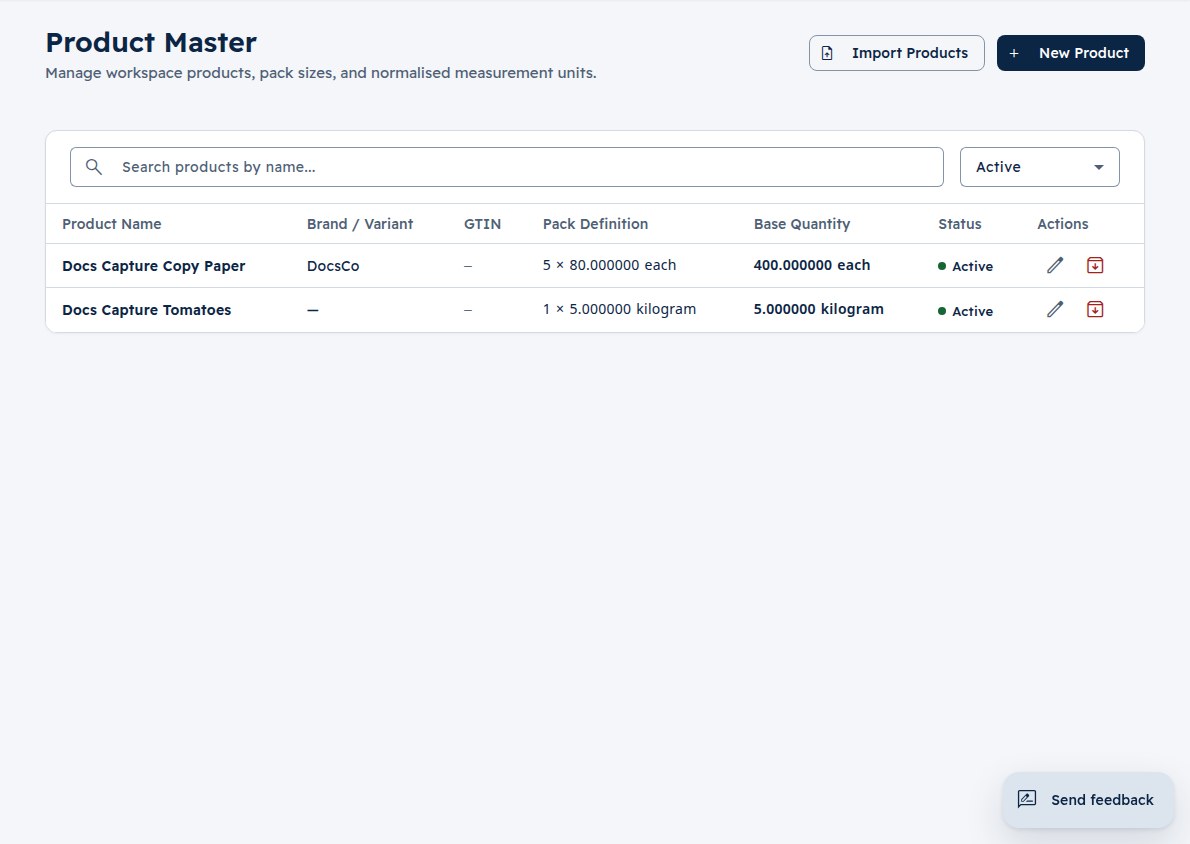 Product Master
Manage workspace products, pack sizes, and normalised measurement units.
Import Products
+ New Product
Search products by name...
Active
Product Name Brand / Variant GTIN Pack Definition Base Quantity Status Actions
Docs Capture Copy Paper DocsCo – 5 × 80.000000 each 400.000000 each Active
Docs Capture Tomatoes — – 1 × 5.000000 kilogram 5.000000 kilogram Active
Send feedback